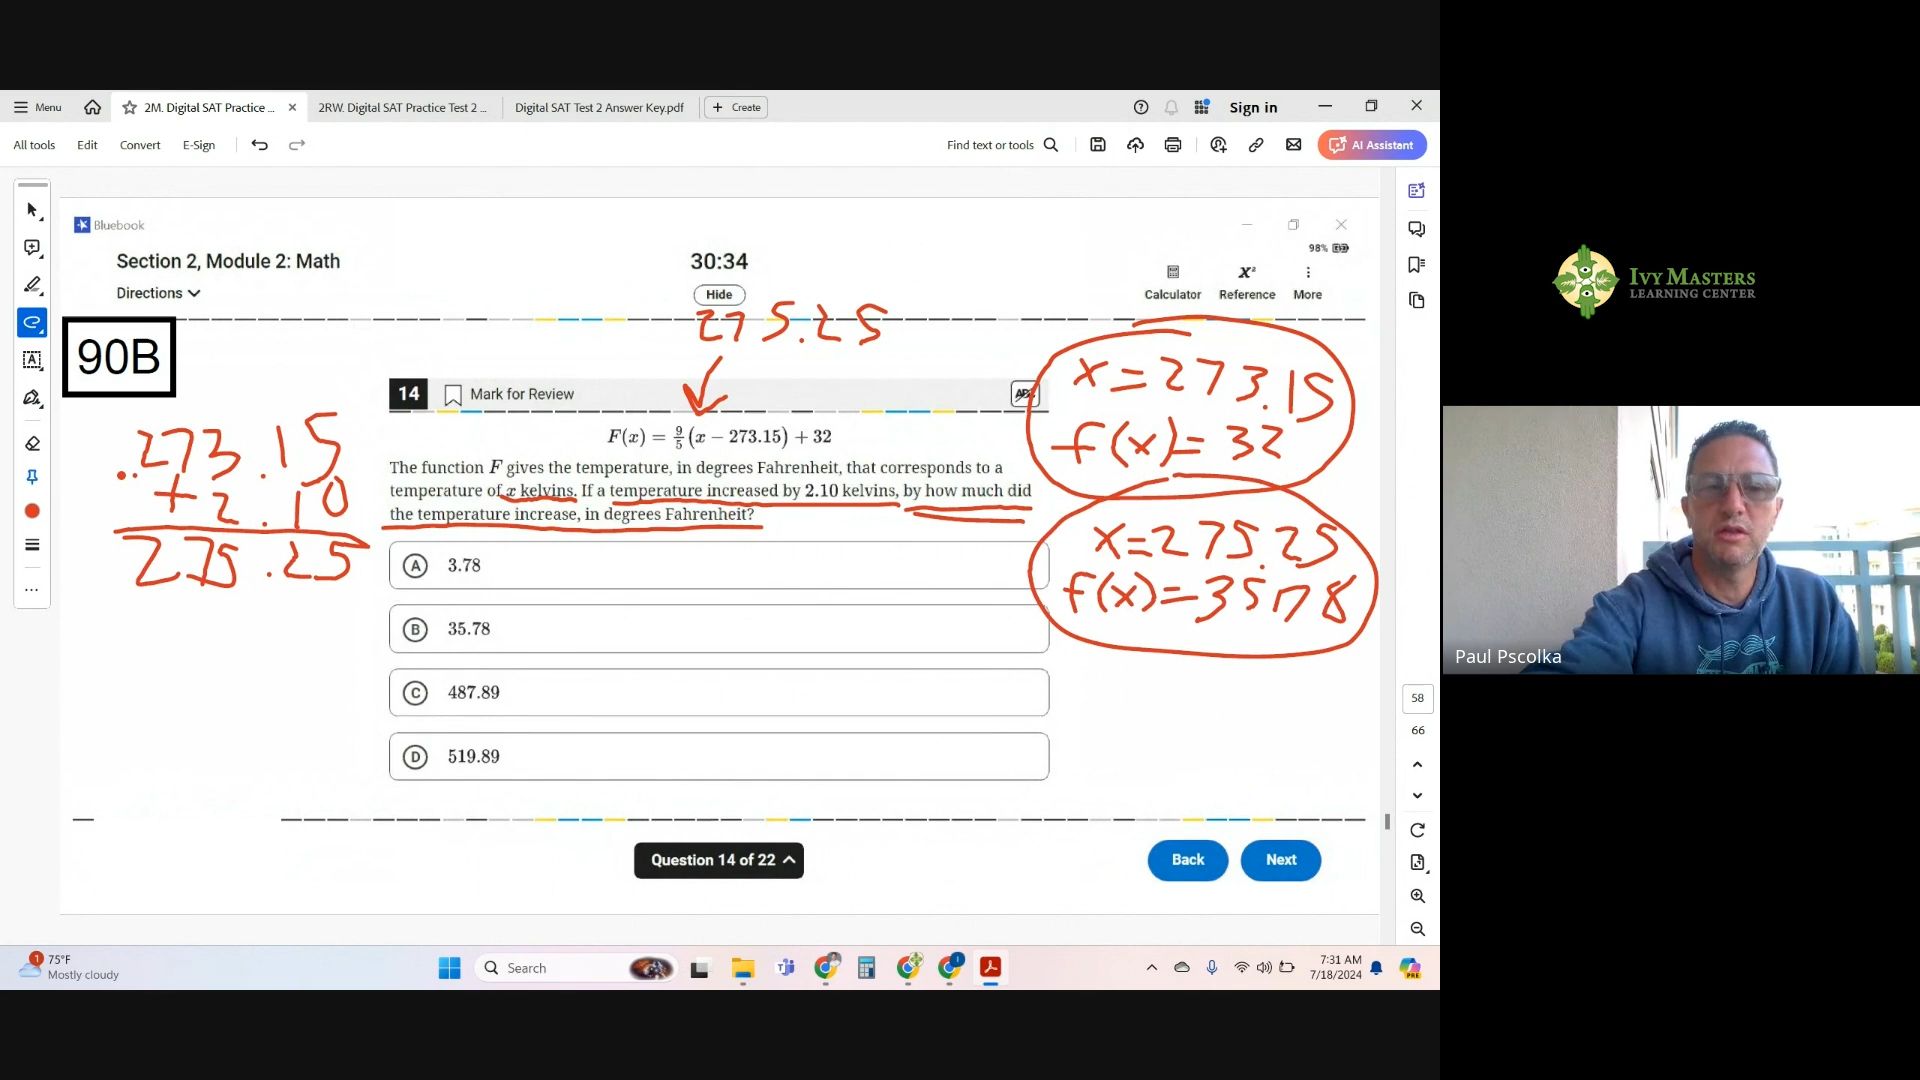 Menu
2M. Digital SAT Practice ...
2RW. Digital SAT Practice Test 2 ...
Digital SAT Test 2 Answer Key.pdf
Create
Sign in
All tools
Edit
Convert
E-Sign
Find text or tools
AI Assistant
Bluebook
98%
Section 2, Module 2: Math
30:34
Directions
Hide
Calculator
Reference
More
X²
275.25
90B
14
Mark for Review
ABC
F(x) = 9/5 (x − 273.15) + 32
The function F gives the temperature, in degrees Fahrenheit, that corresponds to a
temperature of x kelvins. If a temperature increased by 2.10 kelvins, by how much did
the temperature increase, in degrees Fahrenheit?
A 3.78
B 35.78
C 487.89
D 519.89
273.15
+ 2.10
275.25
x = 273.15
f(x) = 32
x = 275.25
f(x) = 3578
Question 14 of 22
Back
Next
58
66
1
75°F
Mostly cloudy
Search
7:31 AM
7/18/2024
PRE
IVY MASTERS
LEARNING CENTER
Paul Pscolka